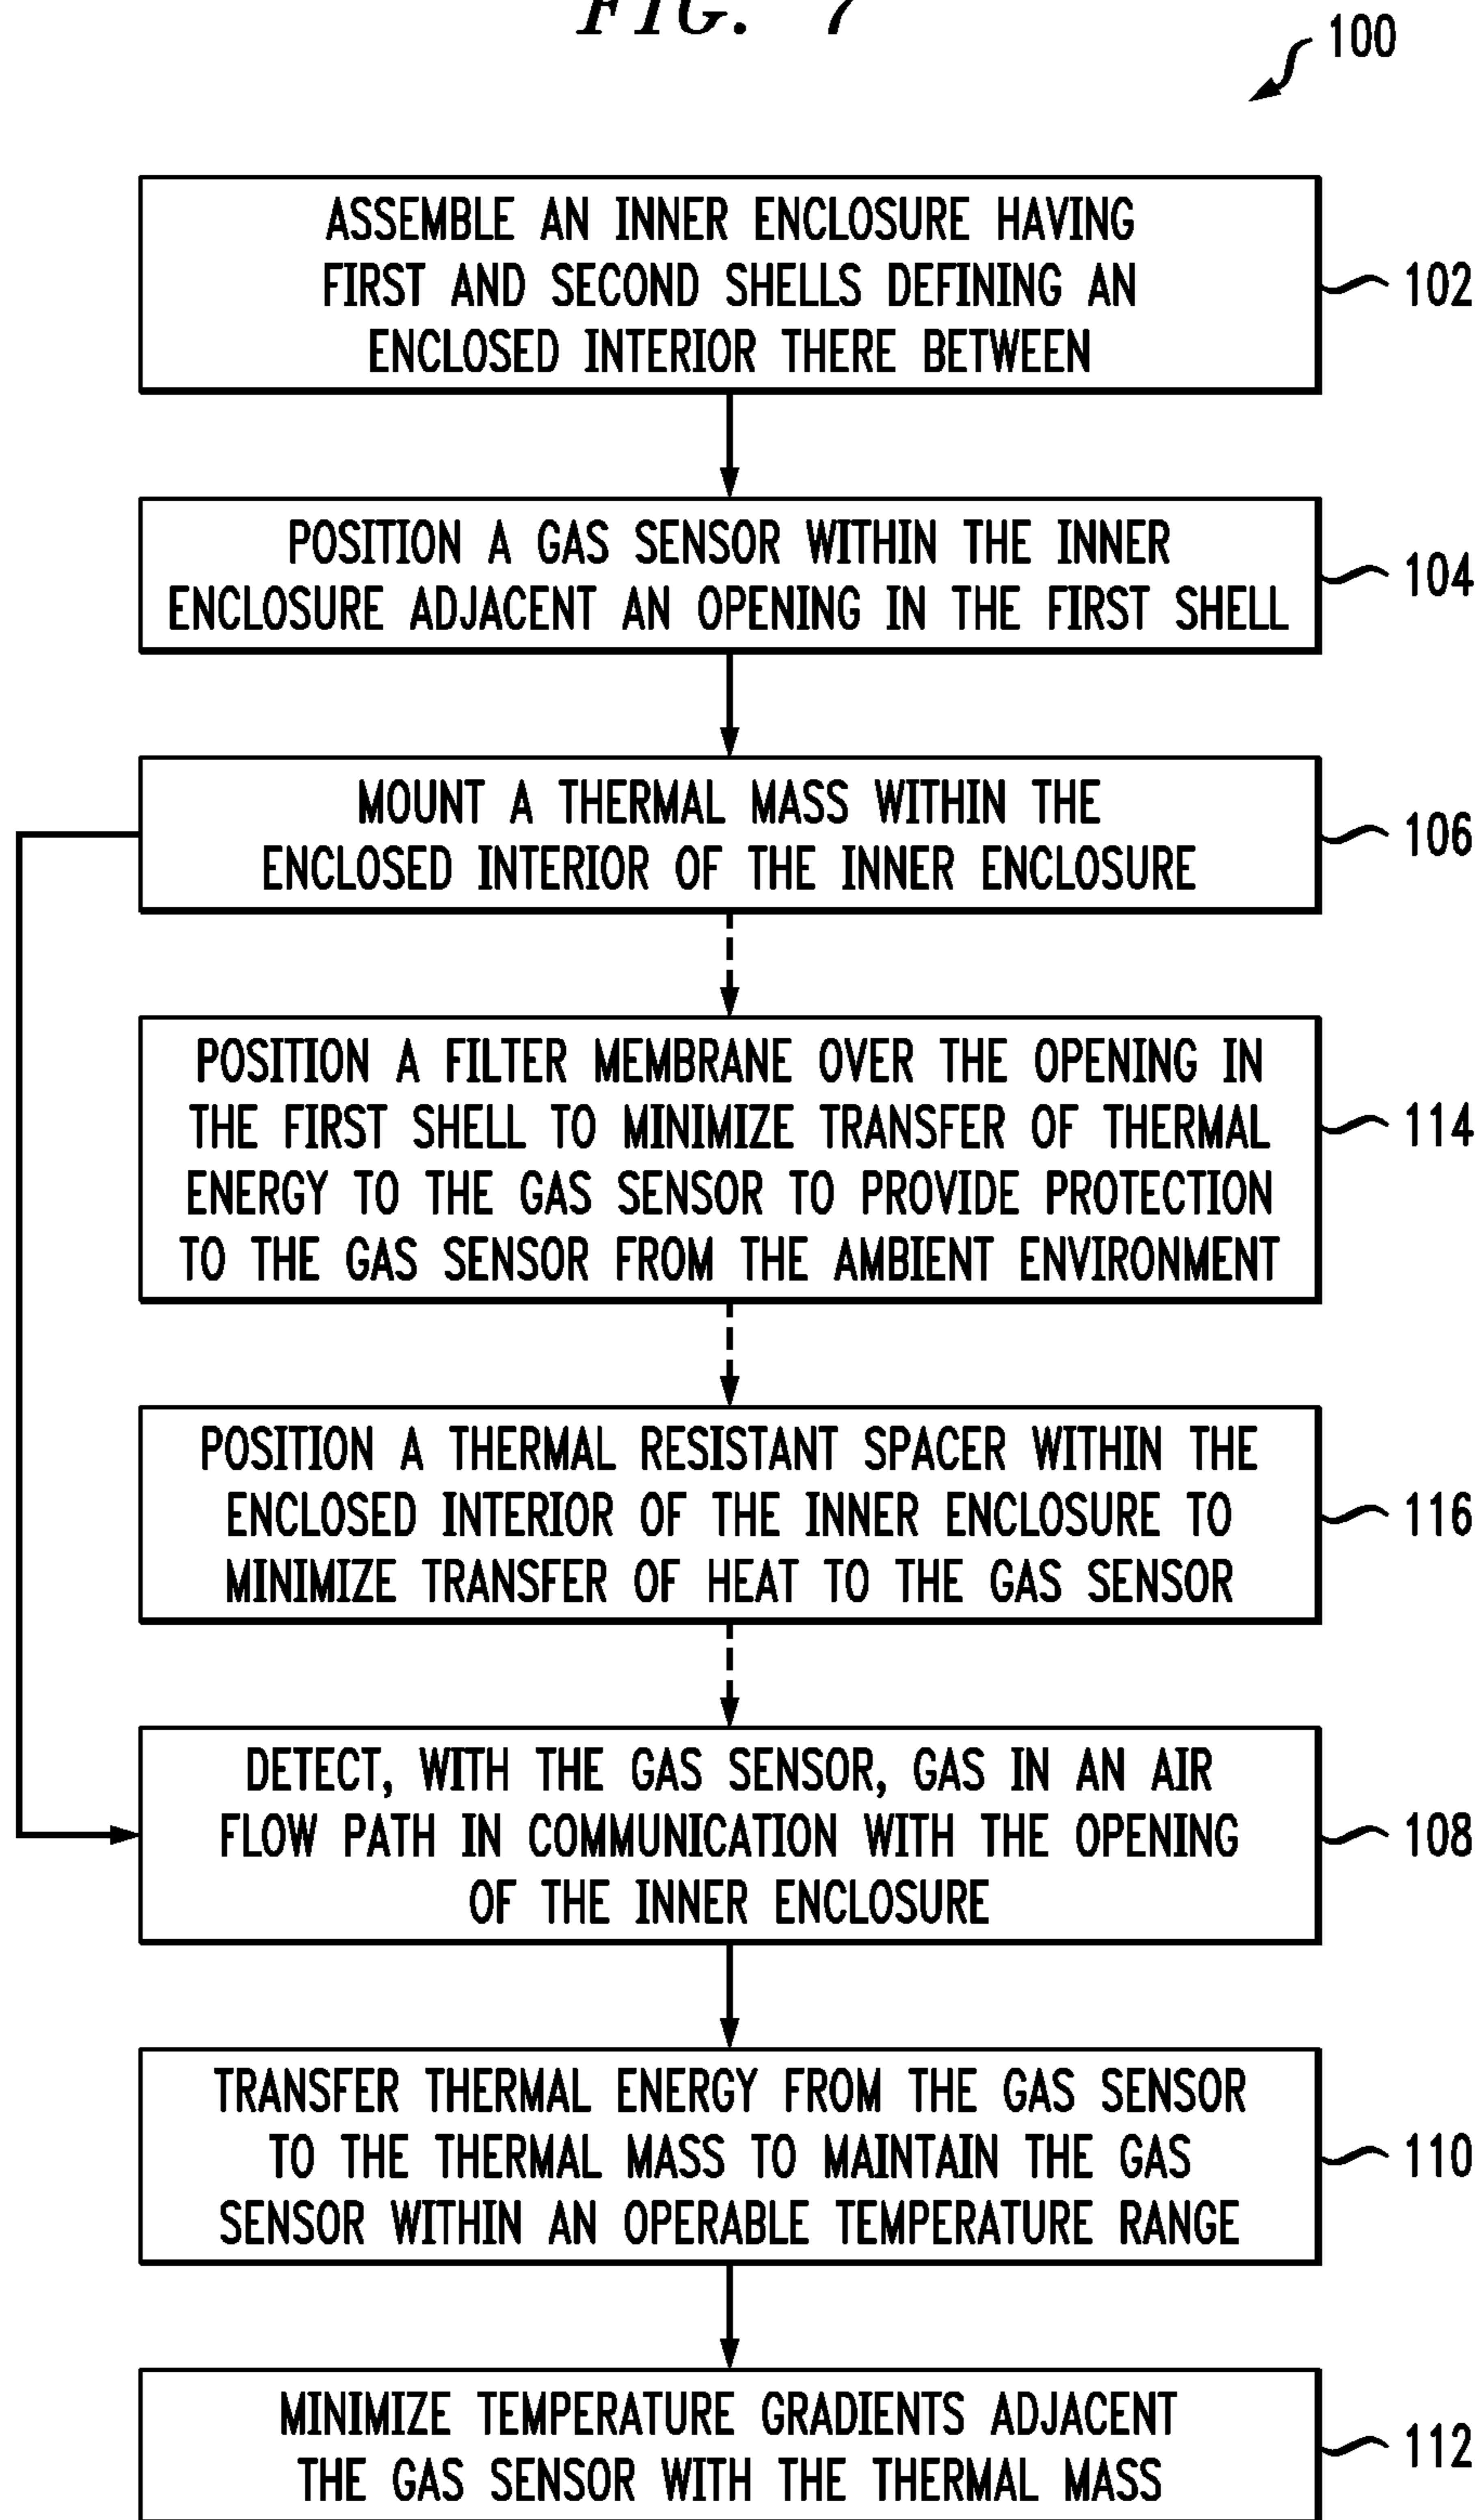 FIG. 7
100
ASSEMBLE AN INNER ENCLOSURE HAVING
FIRST AND SECOND SHELLS DEFINING AN
ENCLOSED INTERIOR THERE BETWEEN
102
POSITION A GAS SENSOR WITHIN THE INNER
ENCLOSURE ADJACENT AN OPENING IN THE FIRST SHELL
104
MOUNT A THERMAL MASS WITHIN THE
ENCLOSED INTERIOR OF THE INNER ENCLOSURE
106
POSITION A FILTER MEMBRANE OVER THE OPENING IN
THE FIRST SHELL TO MINIMIZE TRANSFER OF THERMAL
ENERGY TO THE GAS SENSOR TO PROVIDE PROTECTION
TO THE GAS SENSOR FROM THE AMBIENT ENVIRONMENT
114
POSITION A THERMAL RESISTANT SPACER WITHIN THE
ENCLOSED INTERIOR OF THE INNER ENCLOSURE TO
MINIMIZE TRANSFER OF HEAT TO THE GAS SENSOR
116
DETECT, WITH THE GAS SENSOR, GAS IN AN AIR
FLOW PATH IN COMMUNICATION WITH THE OPENING
OF THE INNER ENCLOSURE
108
TRANSFER THERMAL ENERGY FROM THE GAS SENSOR
TO THE THERMAL MASS TO MAINTAIN THE GAS
SENSOR WITHIN AN OPERABLE TEMPERATURE RANGE
110
MINIMIZE TEMPERATURE GRADIENTS ADJACENT
THE GAS SENSOR WITH THE THERMAL MASS
112